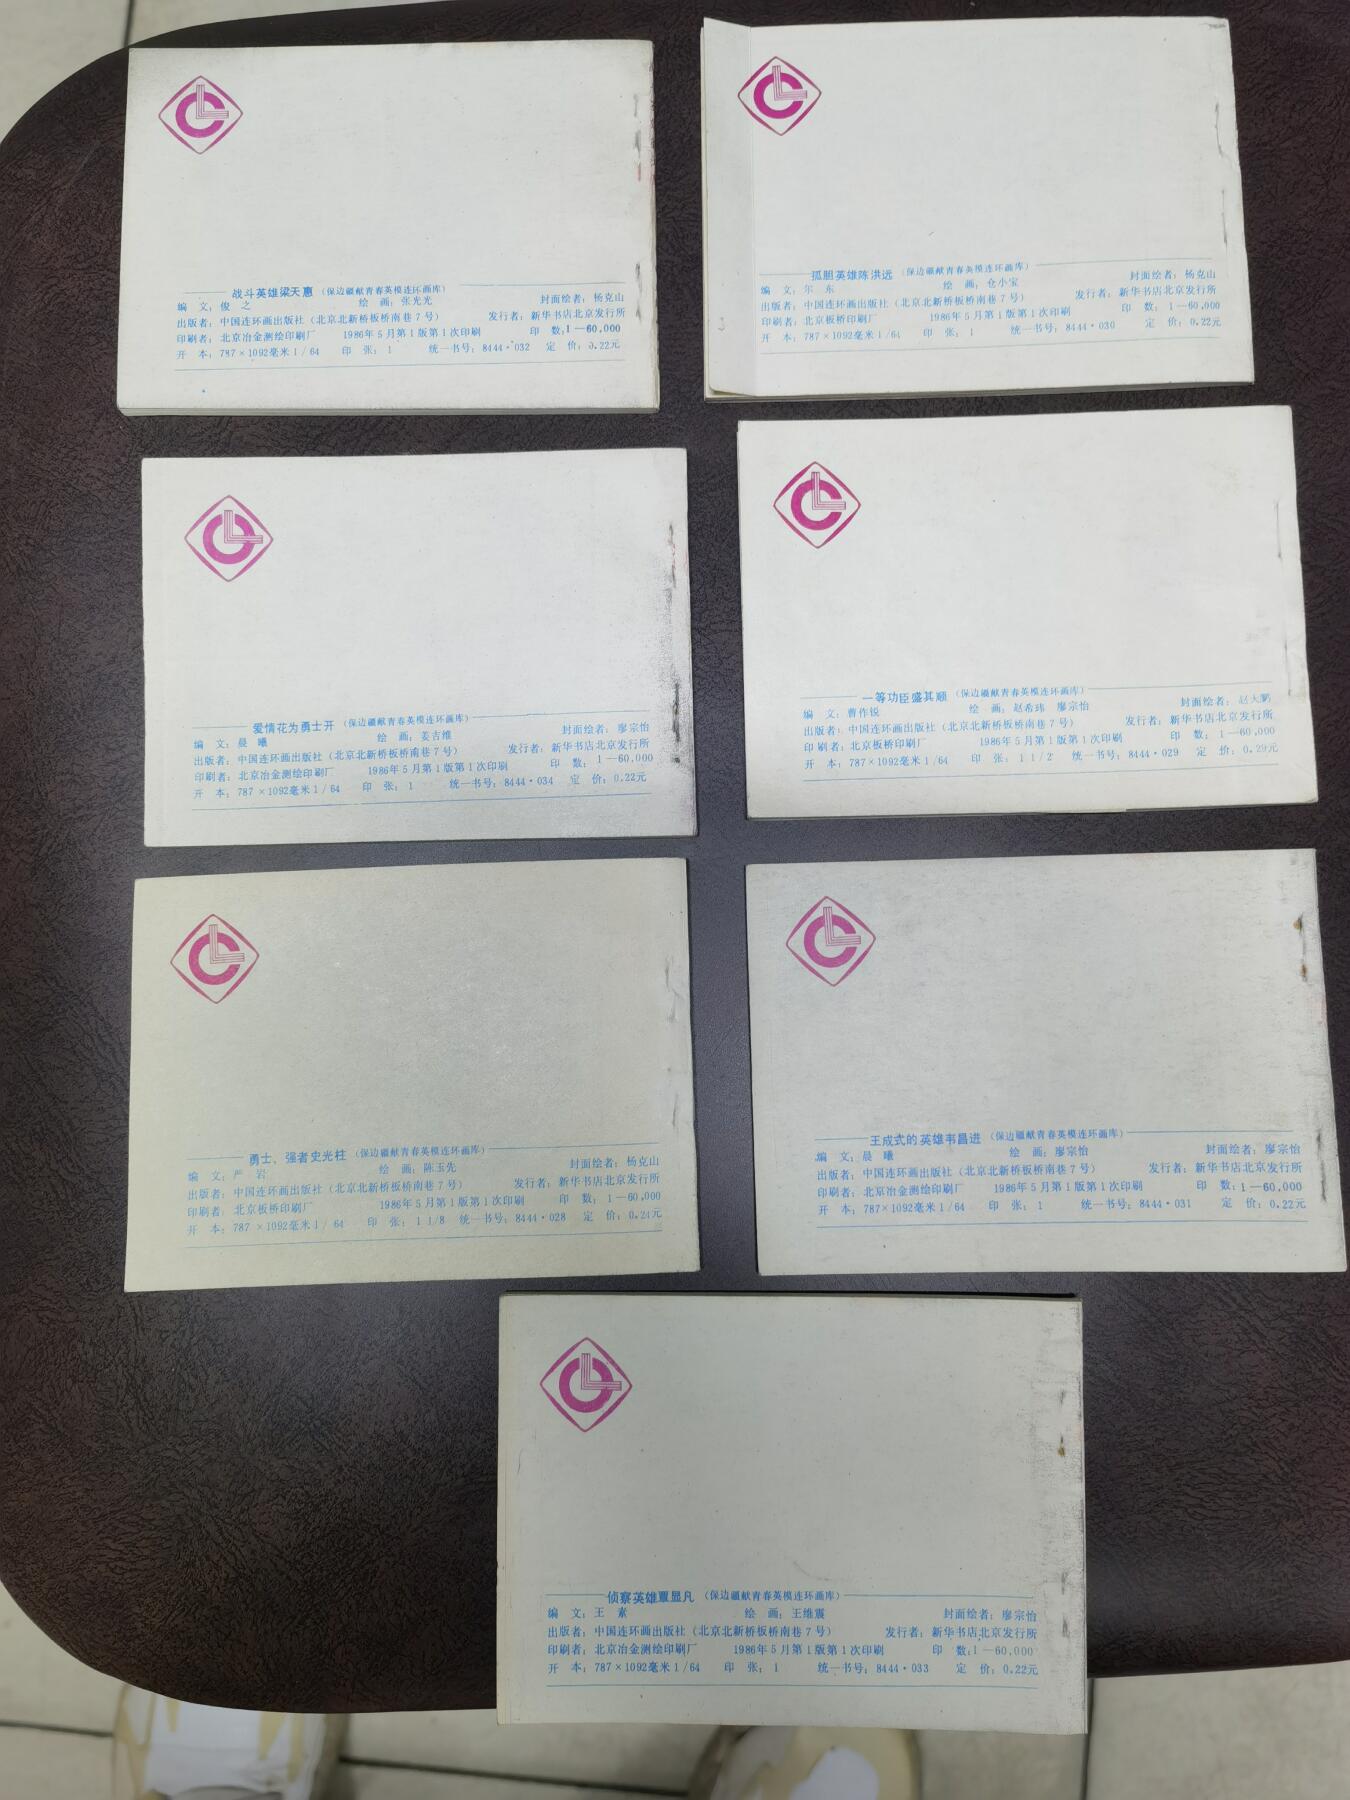 战斗英雄梁天惠（保边疆献青春英模连环画库）
编　文：俊　之　绘　画：张光光　封面绘者：杨克山
出版者：中国连环画出版社（北京北新桥板桥南巷7号）　发行者：新华书店北京发行所
印刷者：北京冶金测绘印刷厂　1986年5月第1版第1次印刷　印　数：1—60,000
开　本：787×1092毫米1/64　印　张：1　统一书号：8444·032　定　价：0.22元
孤胆英雄陈洪远（保边疆献青春英模连环画库）
编　文：尔　东　绘　画：仓小宝　封面绘者：杨克山
出版者：中国连环画出版社（北京北新桥板桥南巷7号）　发行者：新华书店北京发行所
印刷者：北京板桥印刷厂　1986年5月第1版第1次印刷　印　数：1—60,000
开　本：787×1092毫米1/64　印　张：1　统一书号：8444·030　定　价：0.22元
爱情花为勇士开（保边疆献青春英模连环画库）
编　文：晨　曦　绘　画：姜吉维　封面绘者：廖宗怡
出版者：中国连环画出版社（北京北新桥板桥南巷7号）　发行者：新华书店北京发行所
印刷者：北京冶金测绘印刷厂　1986年5月第1版第1次印刷　印　数：1—60,000
开　本：787×1092毫米1/64　印　张：1　统一书号：8444·034　定　价：0.22元
一等功臣盛其顺（保边疆献青春英模连环画库）
编　文：曹作锐　绘　画：赵希玮　廖宗怡　封面绘者：赵大鹏
出版者：中国连环画出版社（北京北新桥板桥南巷7号）　发行者：新华书店北京发行所
印刷者：北京板桥印刷厂　1986年5月第1版第1次印刷　印　数：1—60,000
开　本：787×1092毫米1/64　印　张：1 1/2　统一书号：8444·029　定　价：0.29元
勇士、强者史光柱（保边疆献青春英模连环画库）
编　文：严　岩　绘　画：陈玉先　封面绘者：杨克山
出版者：中国连环画出版社（北京北新桥板桥南巷7号）　发行者：新华书店北京发行所
印刷者：北京板桥印刷厂　1986年5月第1版第1次印刷　印　数：1—60,000
开　本：787×1092毫米1/64　印　张：1 1/8　统一书号：8444·028　定　价：0.24元
王成式的英雄韦昌进（保边疆献青春英模连环画库）
编　文：晨　曦　绘　画：廖宗怡　封面绘者：廖宗怡
出版者：中国连环画出版社（北京北新桥板桥南巷7号）　发行者：新华书店北京发行所
印刷者：北京冶金测绘印刷厂　1986年5月第1版第1次印刷　印　数：1—60,000
开　本：787×1092毫米1/64　印　张：1　统一书号：8444·031　定　价：0.22元
侦察英雄覃显凡（保边疆献青春英模连环画库）
编　文：王　素　绘　画：王维震　封面绘者：廖宗怡
出版者：中国连环画出版社（北京北新桥板桥南巷7号）　发行者：新华书店北京发行所
印刷者：北京冶金测绘印刷厂　1986年5月第1版第1次印刷　印　数：1—60,000
开　本：787×1092毫米1/64　印　张：1　统一书号：8444·033　定　价：0.22元